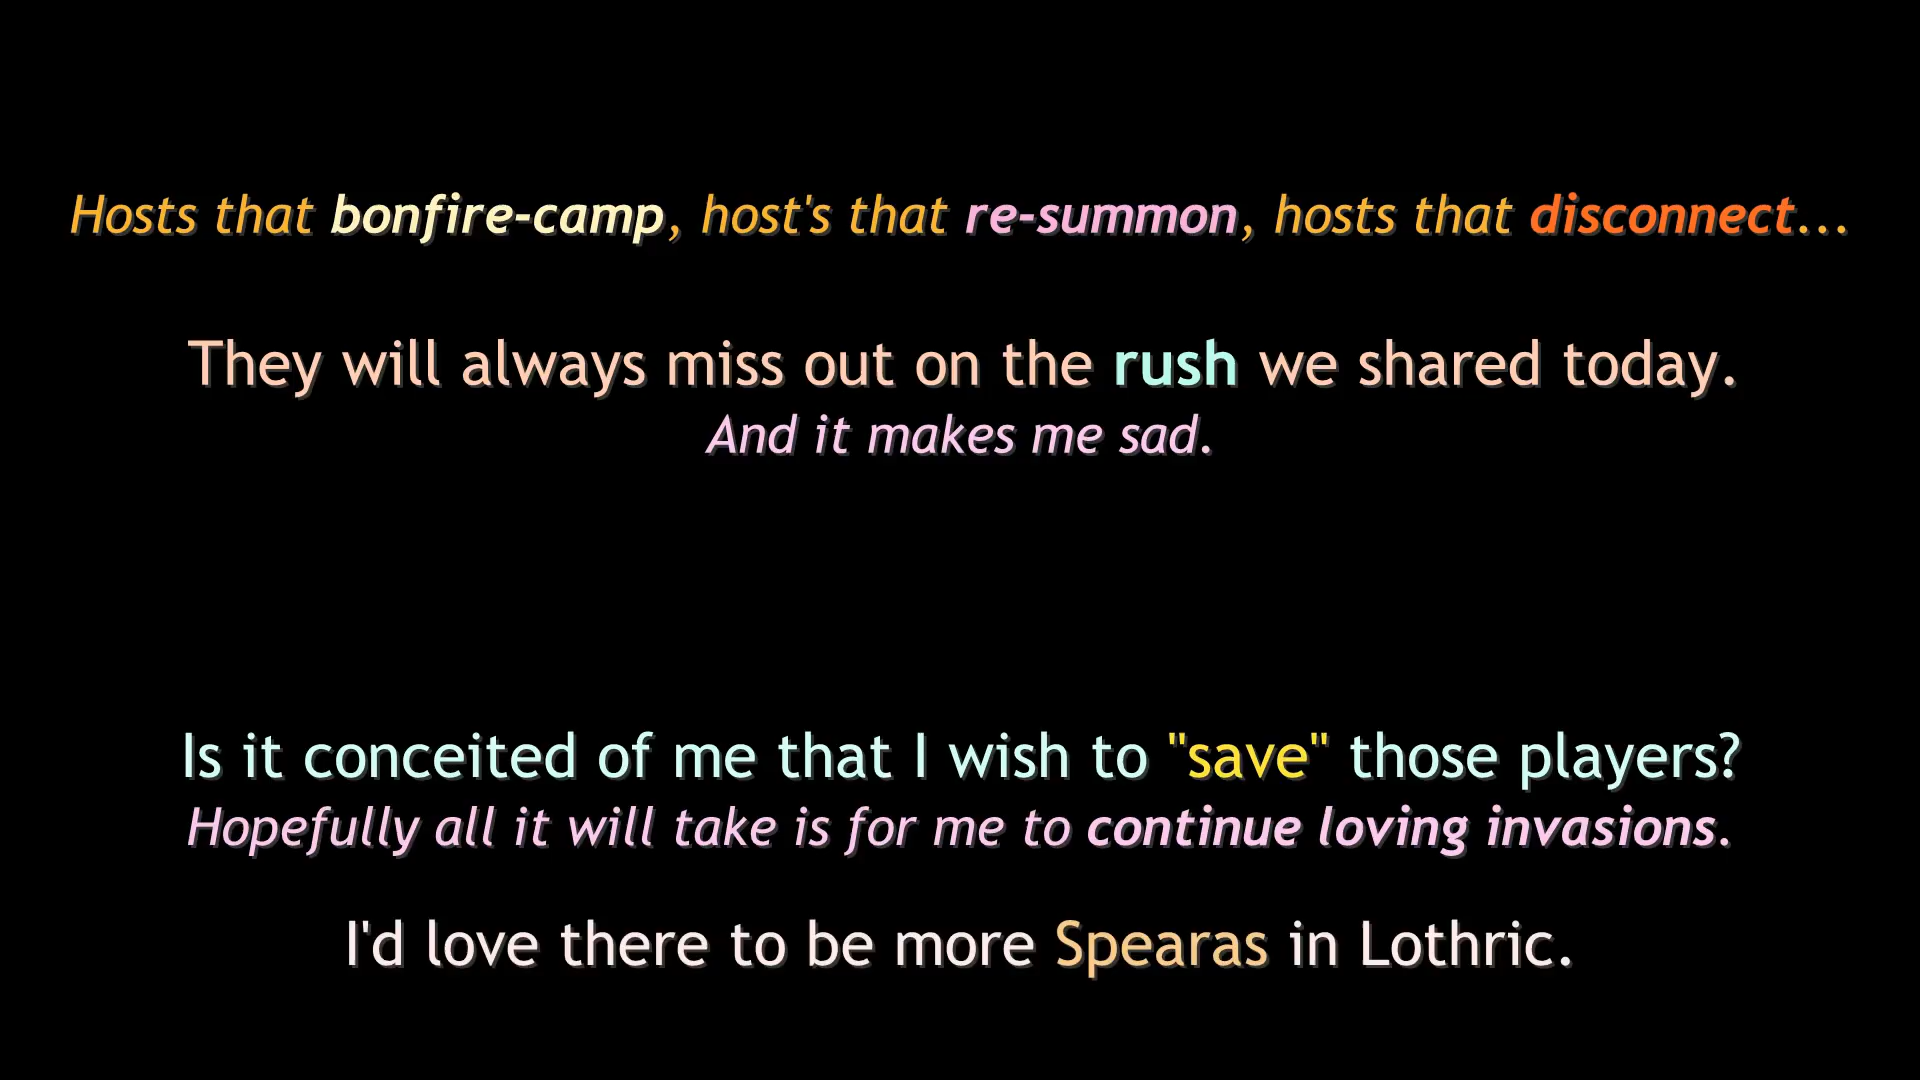 Hosts that bonfire-camp, host's that re-summon, hosts that disconnect...
They will always miss out on the rush we shared today.
And it makes me sad.
Is it conceited of me that I wish to "save" those players?
Hopefully all it will take is for me to continue loving invasions.
I'd love there to be more Spearas in Lothric.